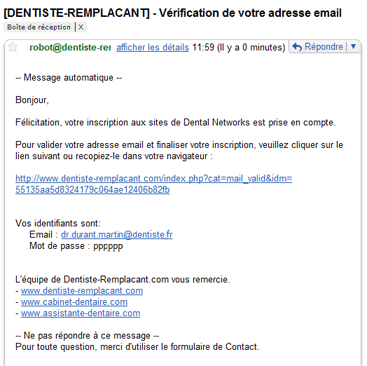 [DENTISTE-REMPLACANT] - Vérification de votre adresse email
Boîte de réception | X
robot@dentiste-rer afficher les détails 11:59 (Il y a 0 minutes) Répondre
-- Message automatique --
Bonjour,
Félicitation, votre inscription aux sites de Dental Networks est prise en compte.
Pour valider votre adresse email et finaliser votre inscription, veuillez cliquer sur le
lien suivant ou recopiez-le dans votre navigateur :
http://www.dentiste-remplacant.com/index.php?cat=mail_valid&idm=
55135aa5d8324179c064ae12406b82fb
Vos identifiants sont:
Email : dr.durant.martin@dentiste.fr
Mot de passe : pppppp
L'équipe de Dentiste-Remplacant.com vous remercie.
- www.dentiste-remplacant.com
- www.cabinet-dentaire.com
- www.assistante-dentaire.com
-- Ne pas répondre à ce message --
Pour toute question, merci d'utiliser le formulaire de Contact.